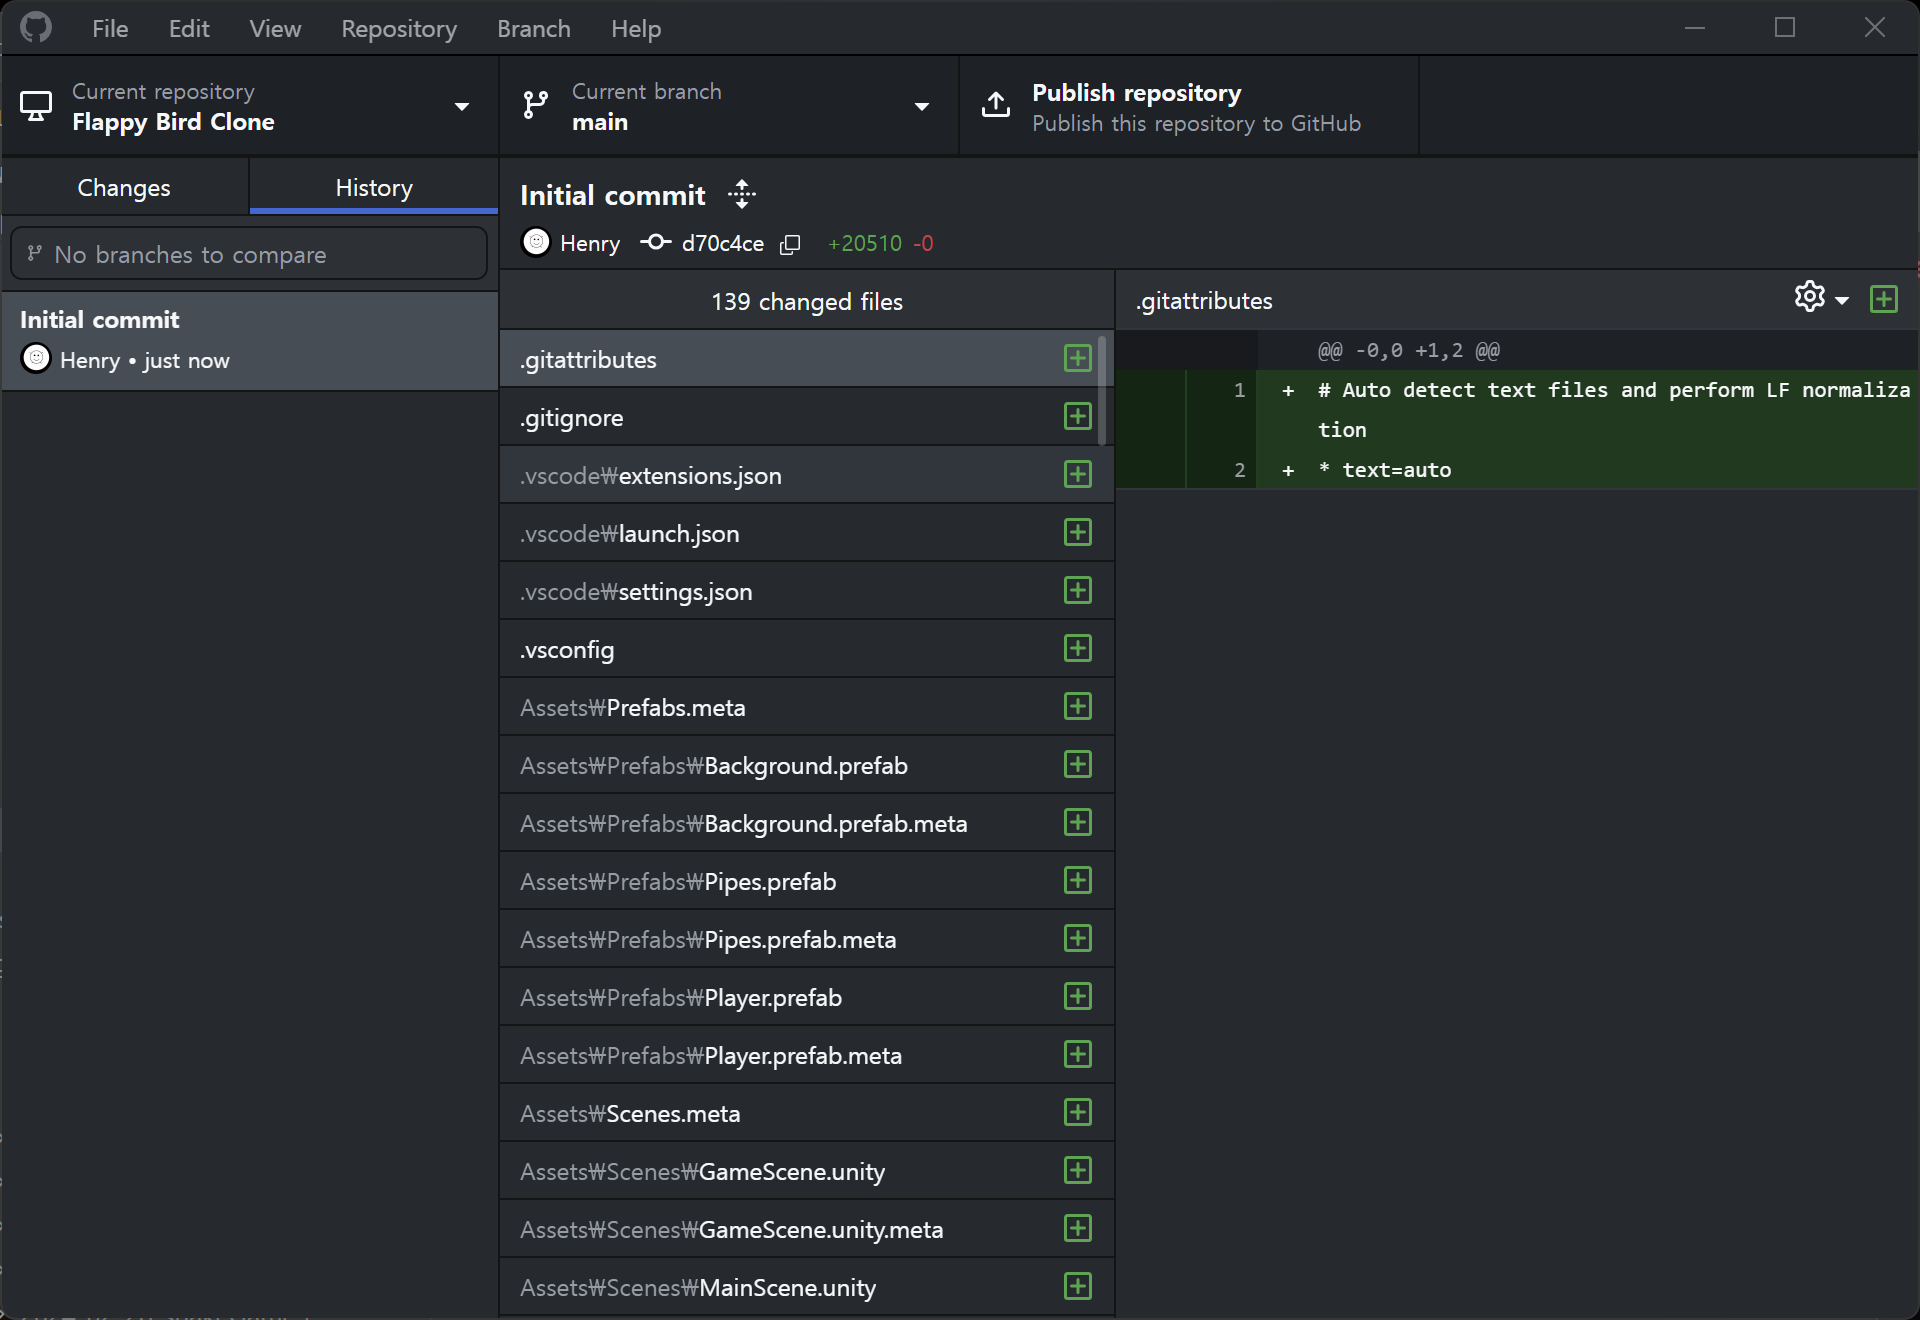 File Edit View Repository Branch Help
Current repository
Flappy Bird Clone
Current branch
main
Publish repository
Publish this repository to GitHub
Changes
History
No branches to compare
Initial commit
Henry • just now
Initial commit
Henry d70c4ce +20510 -0
139 changed files
.gitattributes
.gitignore
.vscode₩extensions.json
.vscode₩launch.json
.vscode₩settings.json
.vsconfig
Assets₩Prefabs.meta
Assets₩Prefabs₩Background.prefab
Assets₩Prefabs₩Background.prefab.meta
Assets₩Prefabs₩Pipes.prefab
Assets₩Prefabs₩Pipes.prefab.meta
Assets₩Prefabs₩Player.prefab
Assets₩Prefabs₩Player.prefab.meta
Assets₩Scenes.meta
Assets₩Scenes₩GameScene.unity
Assets₩Scenes₩GameScene.unity.meta
Assets₩Scenes₩MainScene.unity
.gitattributes
@@ -0,0 +1,2 @@
1 + # Auto detect text files and perform LF normaliza
tion
2 + * text=auto